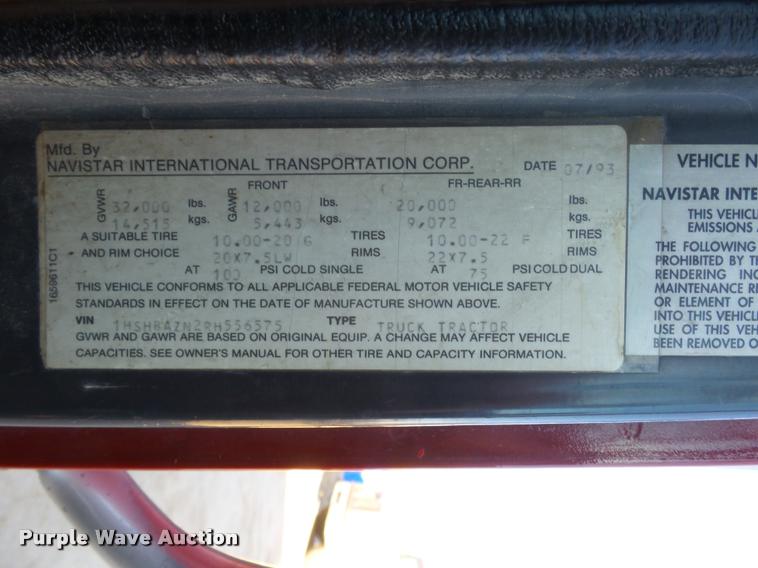 Mfd. By
NAVISTAR INTERNATIONAL TRANSPORTATION CORP. DATE 07/93
FRONT FR-REAR-RR
GVWR 32,000 lbs. GAWR 12,000 lbs. 20,000 lbs.
14,515 kgs. 5,443 kgs. 9,072 kgs.
A SUITABLE TIRE 10.00-20 G TIRES 10.00-22 F TIRES
AND RIM CHOICE 20X7.5LW RIMS 22X7.5 RIMS
AT 100 PSI COLD SINGLE AT 75 PSI COLD DUAL
THIS VEHICLE CONFORMS TO ALL APPLICABLE FEDERAL MOTOR VEHICLE SAFETY
STANDARDS IN EFFECT ON THE DATE OF MANUFACTURE SHOWN ABOVE.
VIN 1HSHBAZN2RH556575 TYPE TRUCK TRACTOR
GVWR AND GAWR ARE BASED ON ORIGINAL EQUIP. A CHANGE MAY AFFECT VEHICLE
CAPACITIES. SEE OWNER'S MANUAL FOR OTHER TIRE AND CAPACITY INFORMATION.
1659611C1
VEHICLE N
NAVISTAR INTE
THIS VEHICL
EMISSIONS A
THE FOLLOWING
PROHIBITED BY TH
RENDERING INC
MAINTENANCE RE
OR ELEMENT OF
INTO THIS VEHICL
USE OF THIS VEH
BEEN REMOVED O
Purple Wave Auction